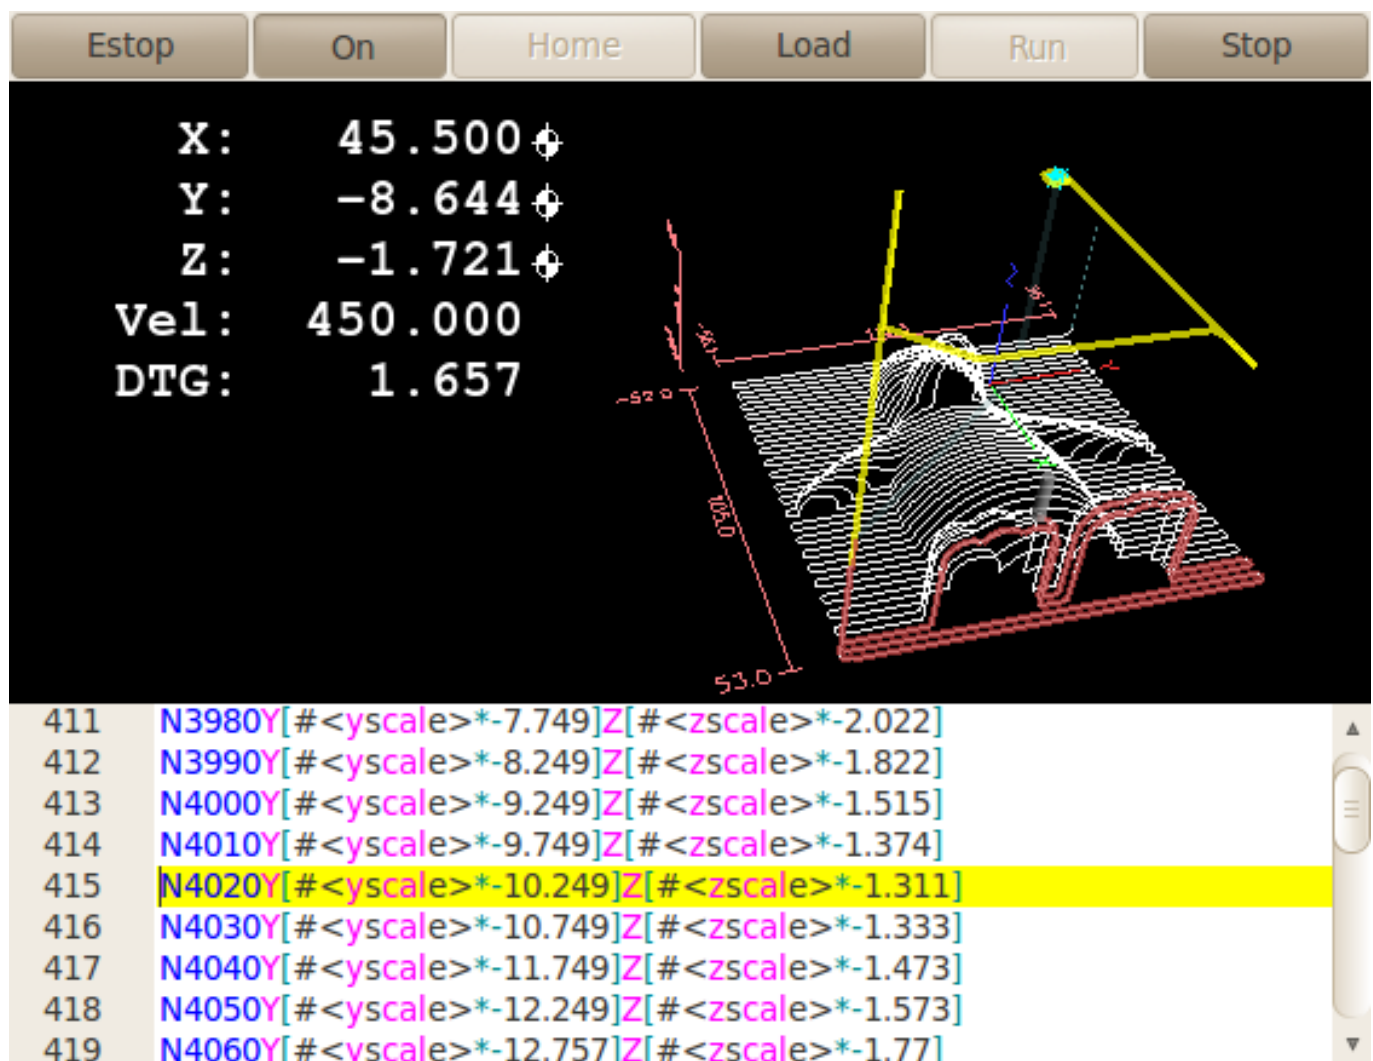 Estop On Home Load Run Stop
X: 45.500
Y: -8.644
Z: -1.721
Vel: 450.000
DTG: 1.657
-52.0
105.0
53.0
411 N3980Y[#<yscale>*-7.749]Z[#<zscale>*-2.022]
412 N3990Y[#<yscale>*-8.249]Z[#<zscale>*-1.822]
413 N4000Y[#<yscale>*-9.249]Z[#<zscale>*-1.515]
414 N4010Y[#<yscale>*-9.749]Z[#<zscale>*-1.374]
415 N4020Y[#<yscale>*-10.249]Z[#<zscale>*-1.311]
416 N4030Y[#<yscale>*-10.749]Z[#<zscale>*-1.333]
417 N4040Y[#<yscale>*-11.749]Z[#<zscale>*-1.473]
418 N4050Y[#<yscale>*-12.249]Z[#<zscale>*-1.573]
419 N4060Y[#<yscale>*-12.757]Z[#<zscale>*-1.77]